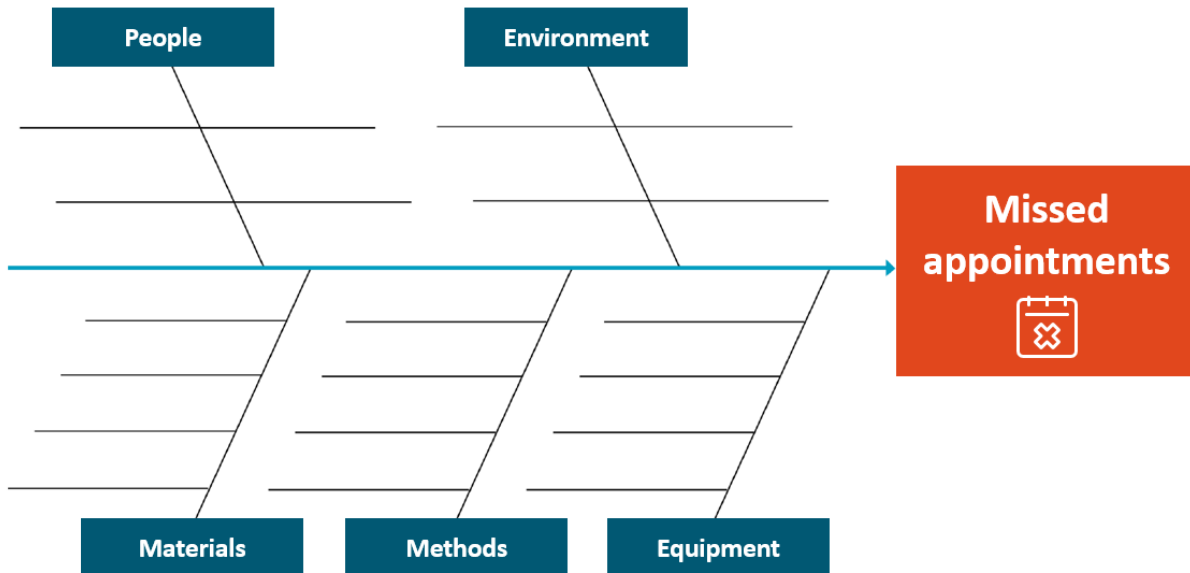 People
Environment
Missed
appointments
Materials
Methods
Equipment